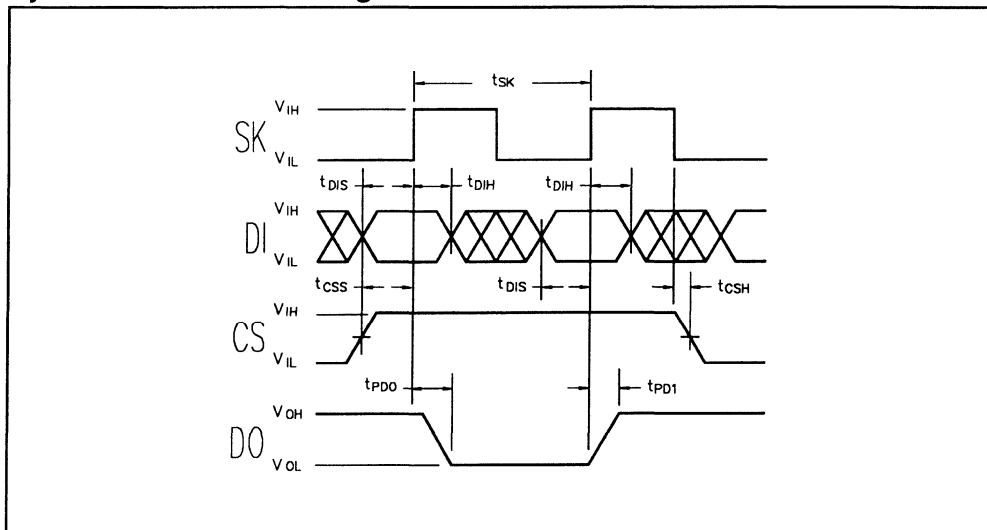 tSK
VIH
SK
VIL
tDIS
tDIH
tDIH
VIH
DI
VIL
tCSS
tDIS
tCSH
VIH
CS
VIL
tPD0
tPD1
VOH
DO
VOL